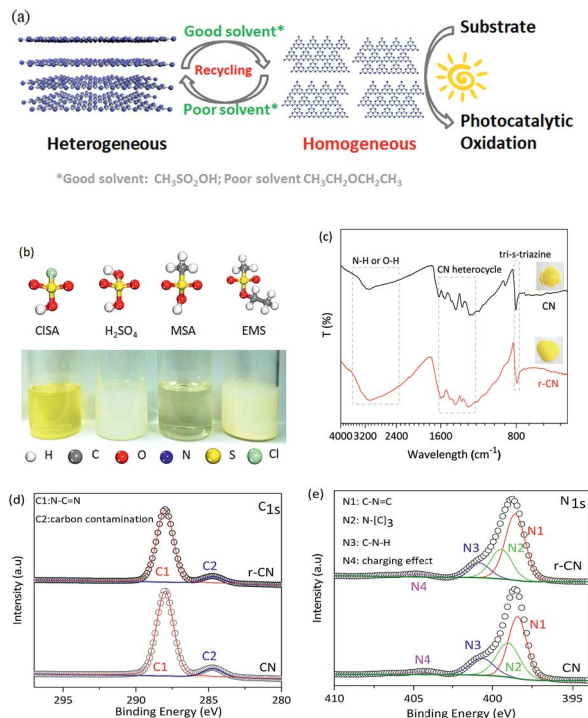 (a)
Good solvent*
Recycling
Poor solvent*
Heterogeneous
Homogeneous
Substrate
Photocatalytic
Oxidation
*Good solvent: CH₃SO₂OH; Poor solvent CH₃CH₂OCH₂CH₃
(b)
ClSA
H₂SO₄
MSA
EMS
H
C
O
N
S
Cl
(c)
N-H or O-H
CN heterocycle
tri-s-triazine
CN
r-CN
T (%)
4000
3200
2400
1600
800
Wavelength (cm⁻¹)
(d)
C1:N-C=N
C2:carbon contamination
C1s
C1
C2
r-CN
C1
C2
CN
Intensity (a.u)
295
290
285
280
Binding Energy (eV)
(e)
N1: C-N=C
N2: N-[C]₃
N3: C-N-H
N4: charging effect
N1s
N1
N2
N3
N4
r-CN
N1
N2
N3
N4
CN
Intensity (a.u)
410
405
400
395
Binding Energy (eV)